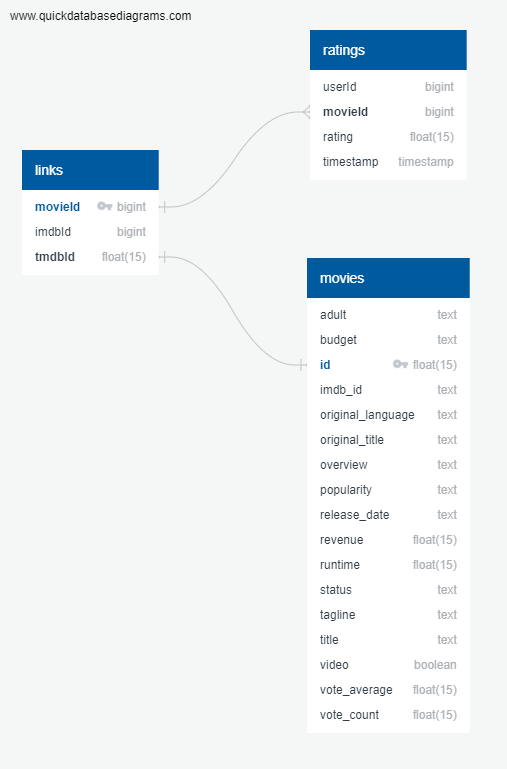 www.quickdatabasediagrams.com
ratings
userId bigint
movieId bigint
rating float(15)
timestamp timestamp
links
movieId bigint
imdbId bigint
tmdbId float(15)
movies
adult text
budget text
id float(15)
imdb_id text
original_language text
original_title text
overview text
popularity text
release_date text
revenue float(15)
runtime float(15)
status text
tagline text
title text
video boolean
vote_average float(15)
vote_count float(15)